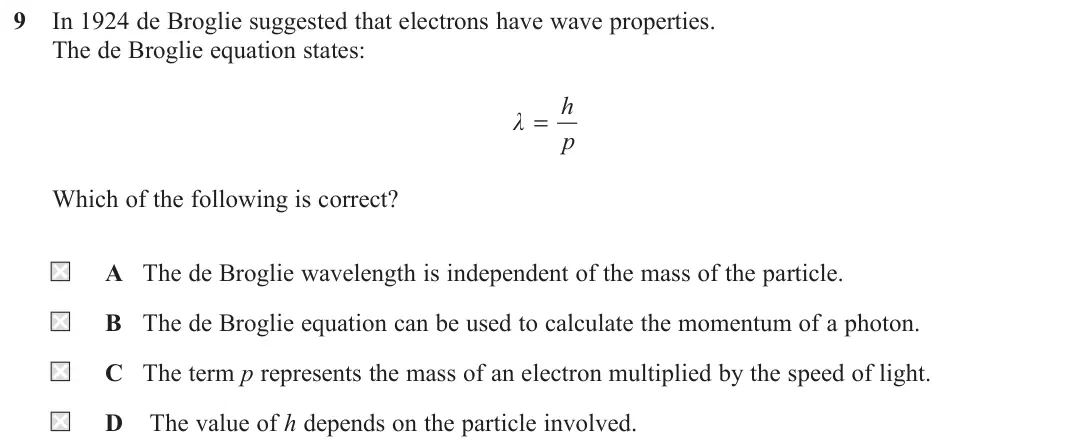 9 In 1924 de Broglie suggested that electrons have wave properties.
The de Broglie equation states:
λ = h/p
Which of the following is correct?
A The de Broglie wavelength is independent of the mass of the particle.
B The de Broglie equation can be used to calculate the momentum of a photon.
C The term p represents the mass of an electron multiplied by the speed of light.
D The value of h depends on the particle involved.